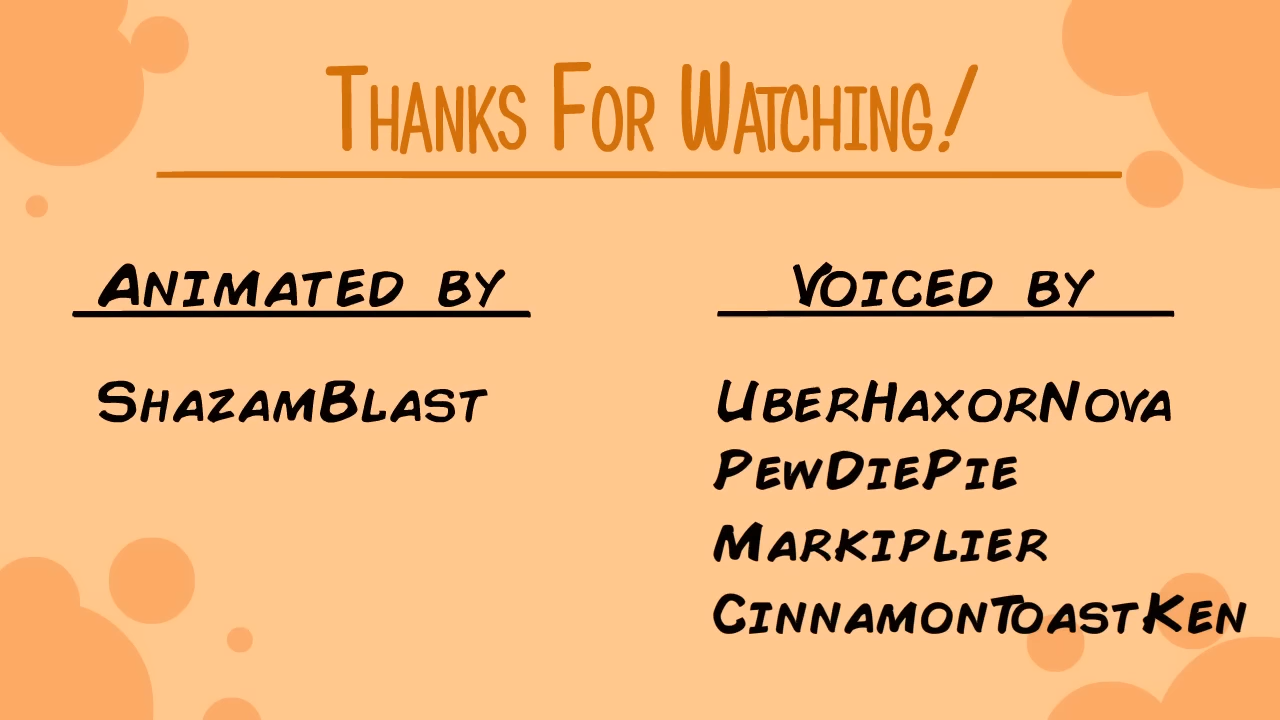 Thanks For Watching!
Animated by
ShazamBlast
Voiced by
UberHaxorNova
PewDiePie
Markiplier
CinnamonToastKen